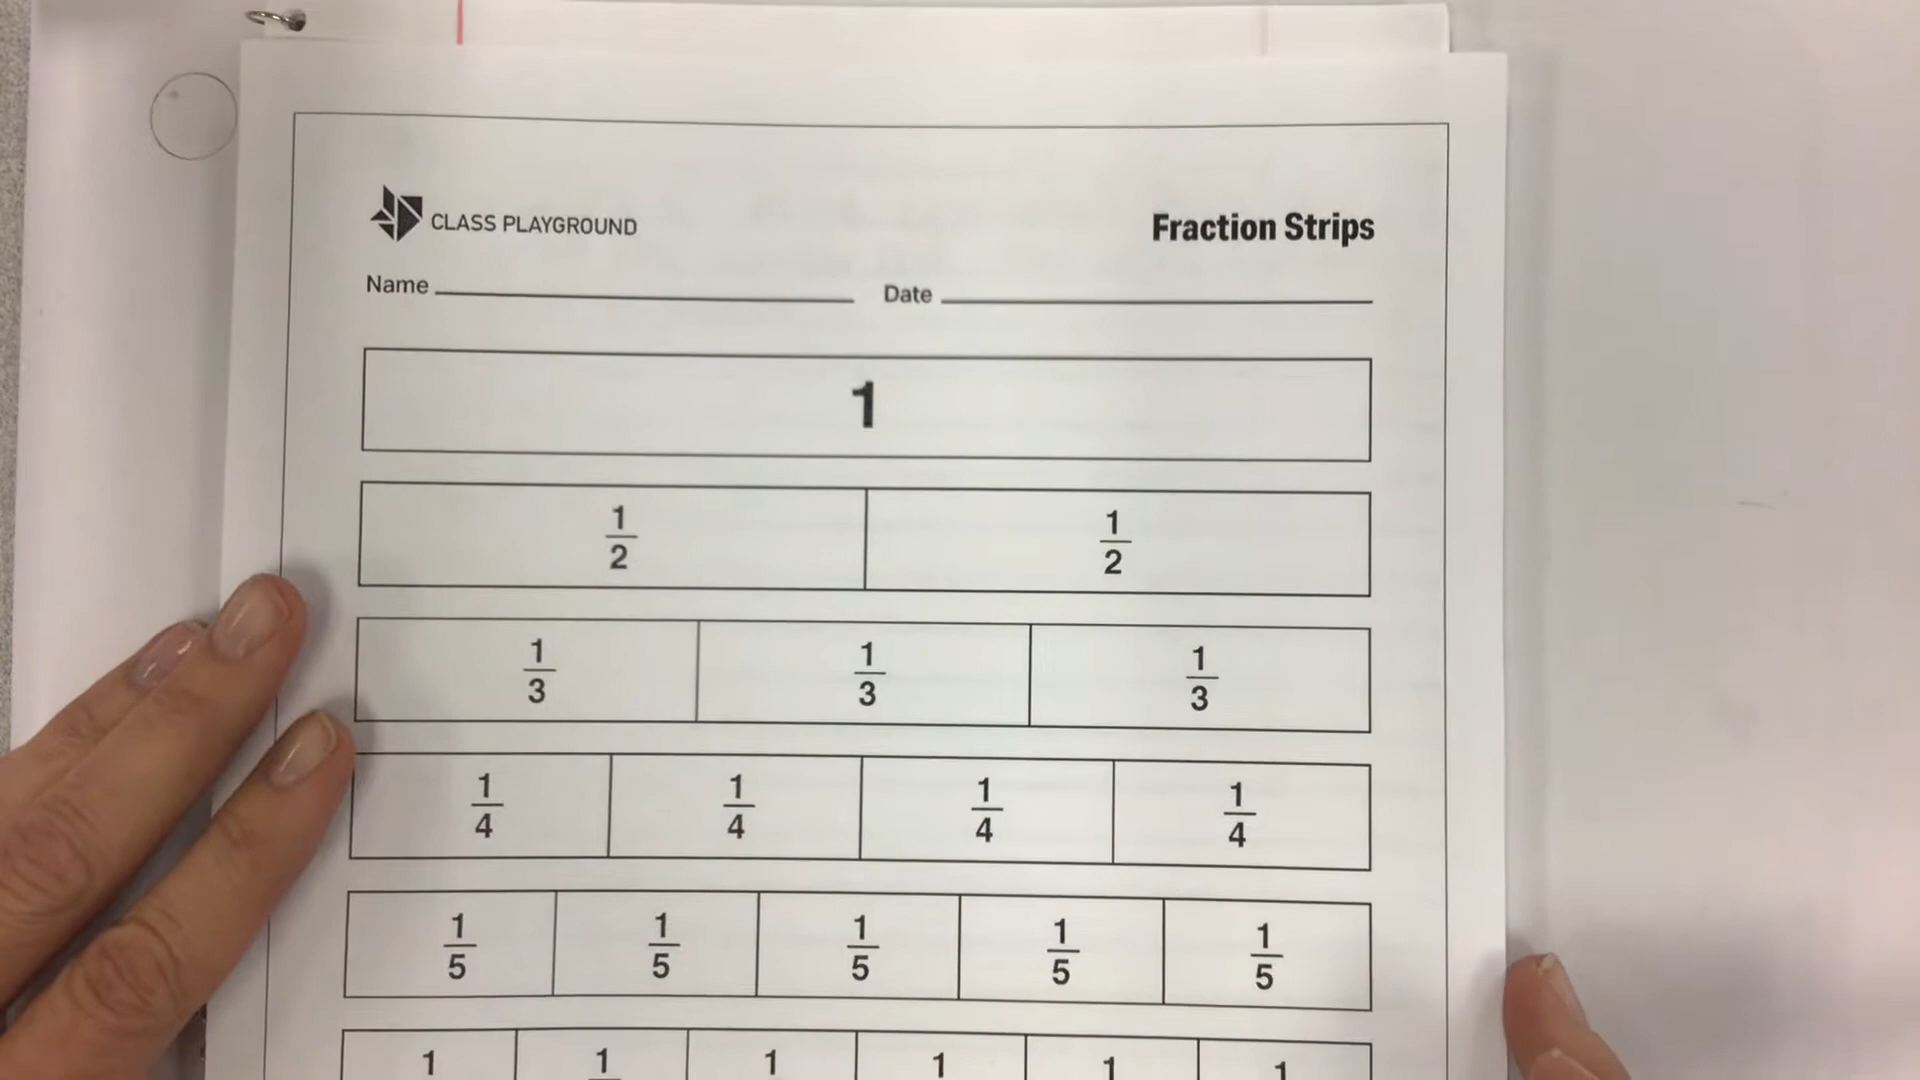 CLASS PLAYGROUND
Fraction Strips
Name
Date
1
1/2 1/2
1/3 1/3 1/3
1/4 1/4 1/4 1/4
1/5 1/5 1/5 1/5 1/5
1 1 1 1 1 1